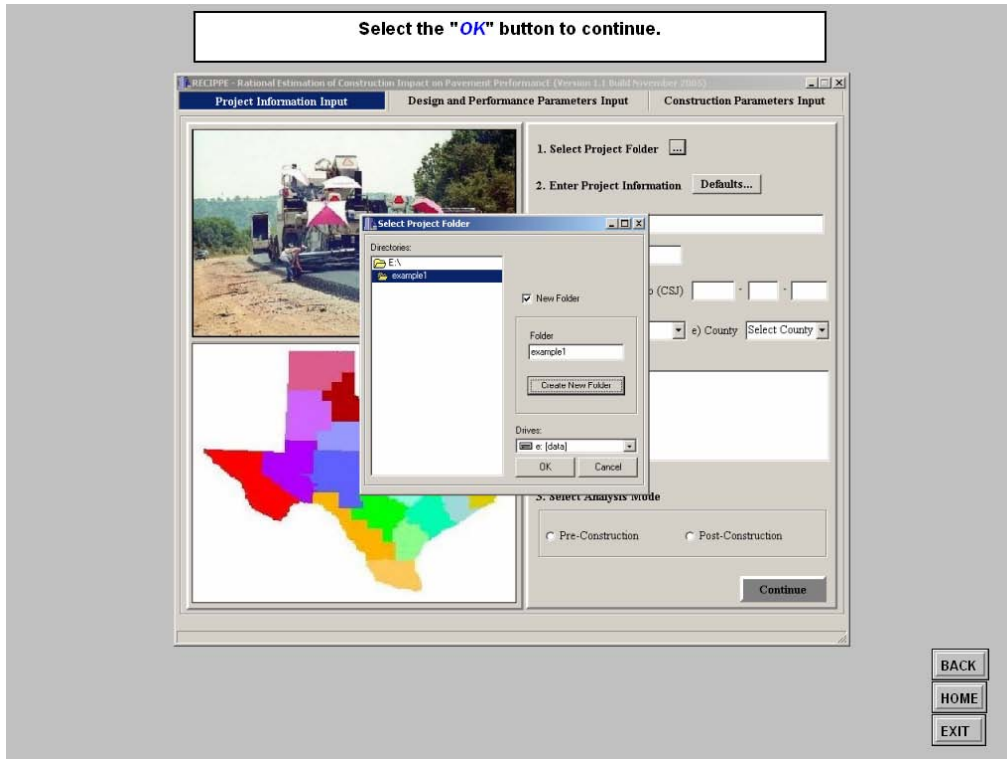 Select the "OK" button to continue.
RECIPPE - Rational Estimation of Construction Impact on Pavement Performance (Version 1.1 Build November 2005)
Project Information Input
Design and Performance Parameters Input
Construction Parameters Input
1. Select Project Folder ...
2. Enter Project Information Defaults...
Select Project Folder
Directories:
E:\
example1
New Folder
(CSJ) - -
Folder
example1
e) County Select County
Create New Folder
Drives:
e: [data]
OK Cancel
3. Select Analysis Mode
Pre-Construction Post-Construction
Continue
BACK
HOME
EXIT